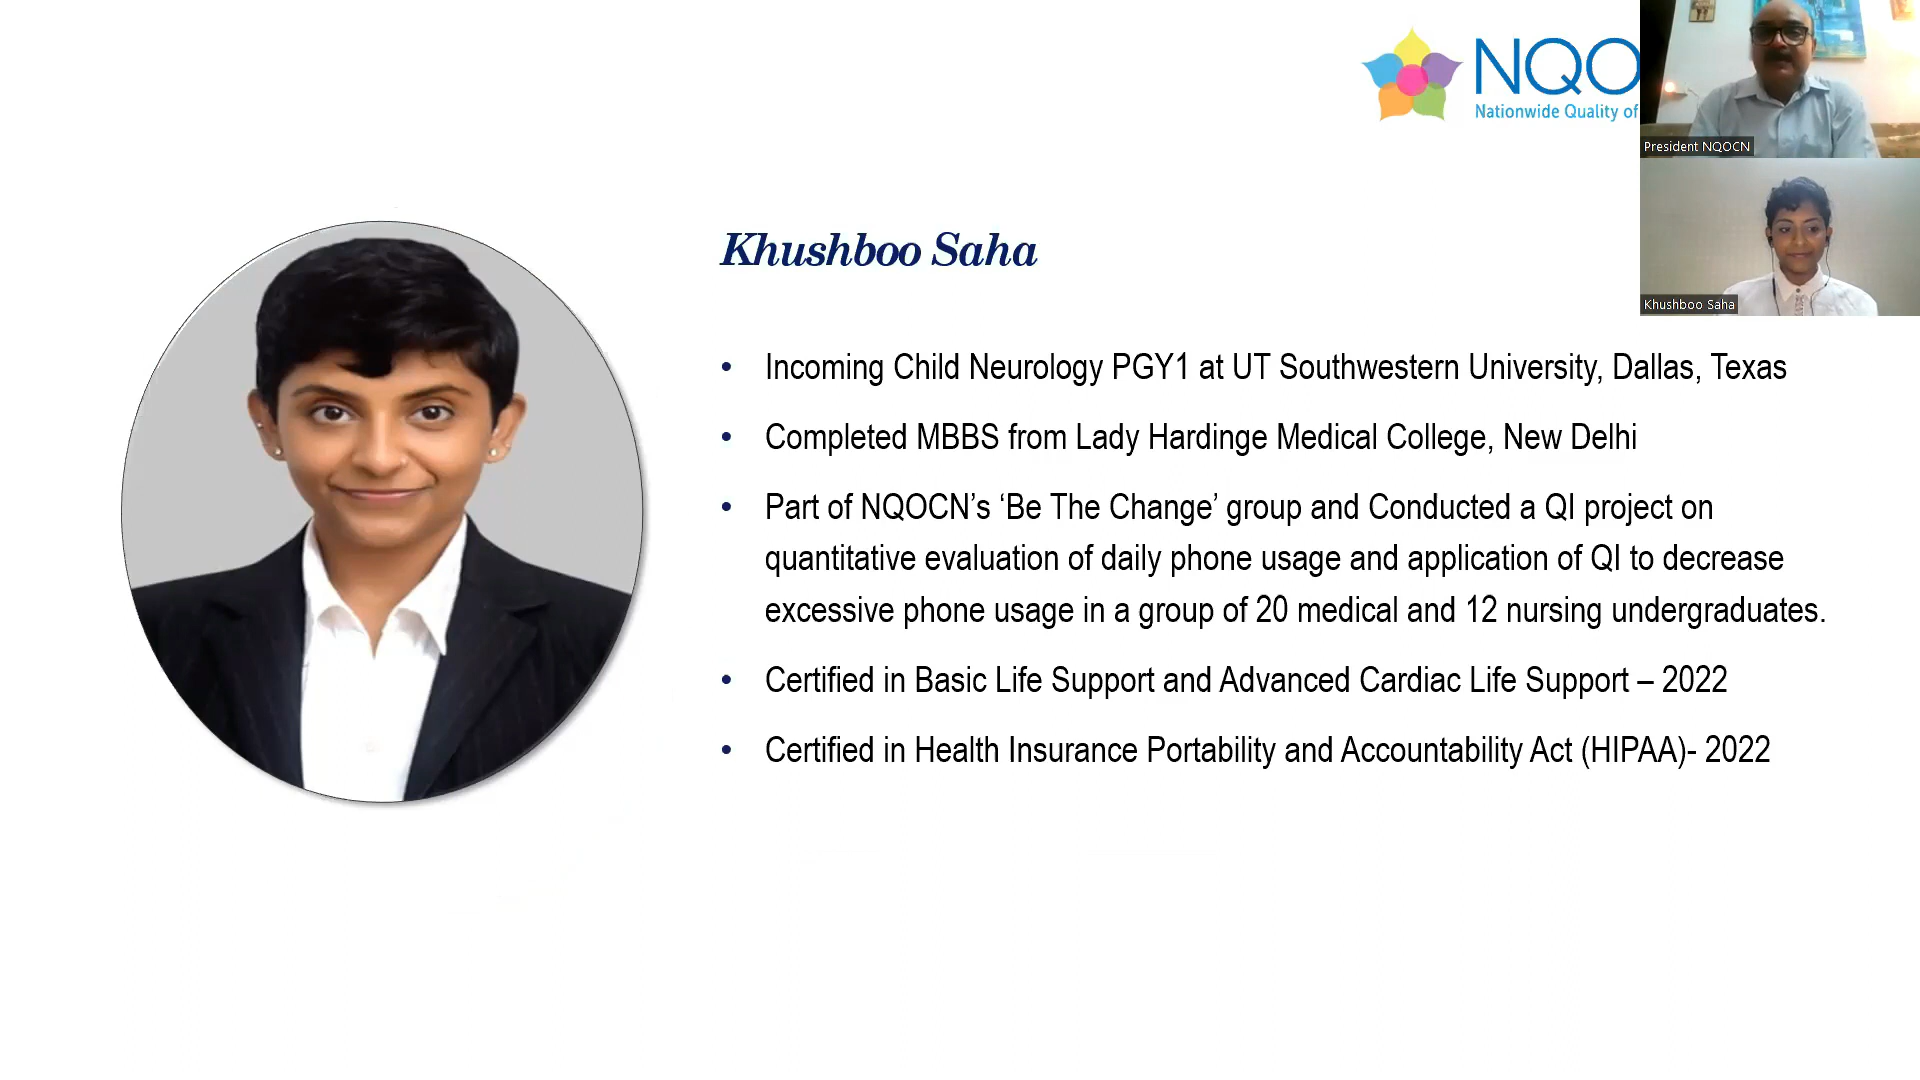 NQO
Nationwide Quality of
President NQOCN
Khushboo Saha
Khushboo Saha
• Incoming Child Neurology PGY1 at UT Southwestern University, Dallas, Texas
• Completed MBBS from Lady Hardinge Medical College, New Delhi
• Part of NQOCN’s ‘Be The Change’ group and Conducted a QI project on
quantitative evaluation of daily phone usage and application of QI to decrease
excessive phone usage in a group of 20 medical and 12 nursing undergraduates.
• Certified in Basic Life Support and Advanced Cardiac Life Support – 2022
• Certified in Health Insurance Portability and Accountability Act (HIPAA)- 2022